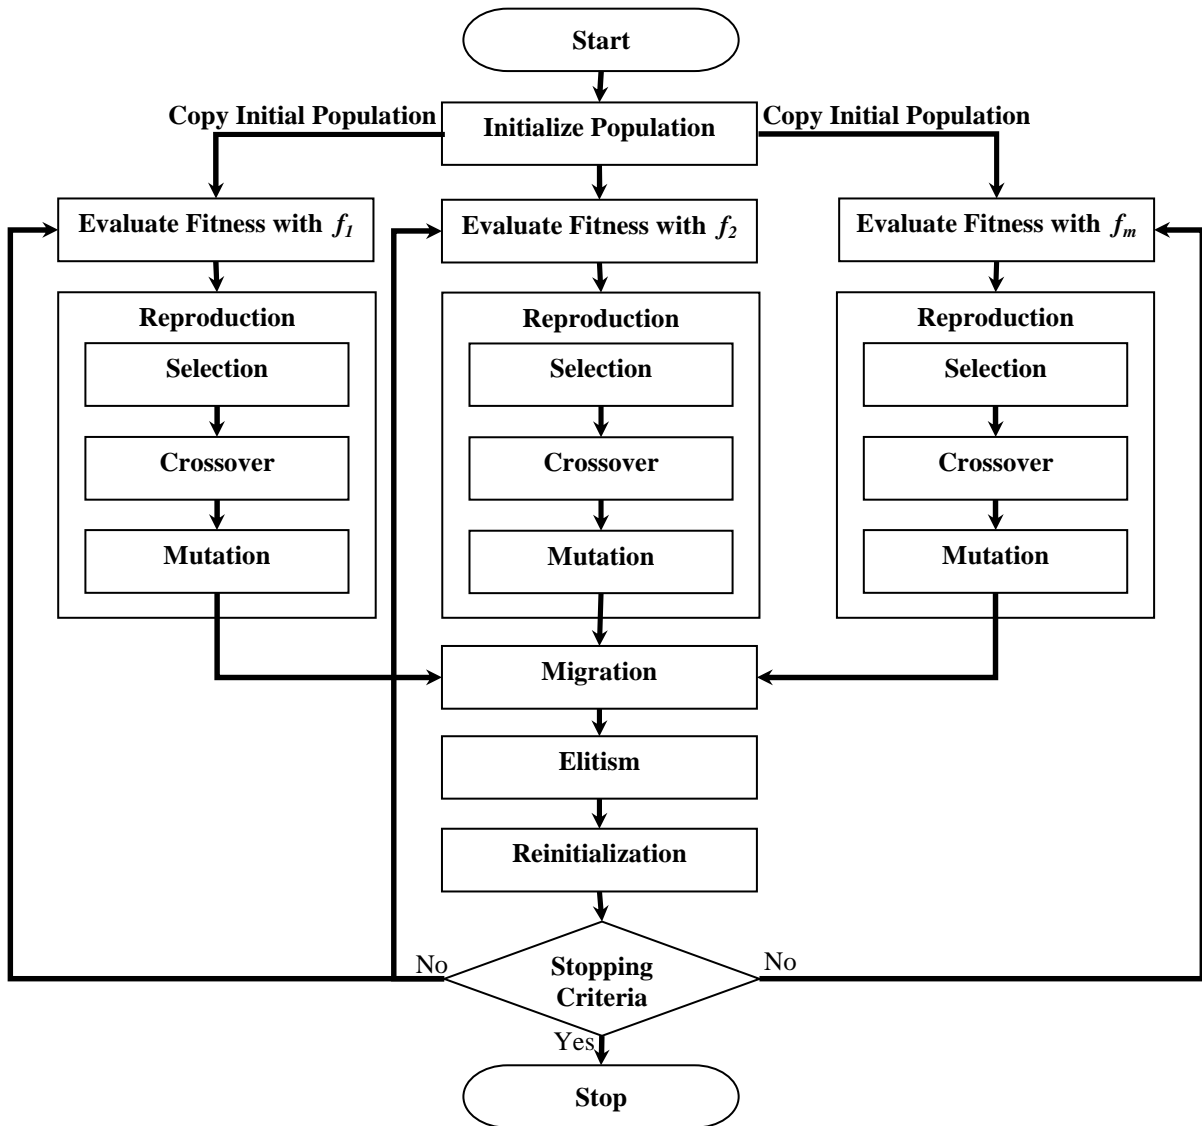 Start
Copy Initial Population
Initialize Population
Copy Initial Population
Evaluate Fitness with f1
Evaluate Fitness with f2
Evaluate Fitness with fm
Reproduction
Selection
Crossover
Mutation
Reproduction
Selection
Crossover
Mutation
Reproduction
Selection
Crossover
Mutation
Migration
Elitism
Reinitialization
No
Stopping
Criteria
No
Yes
Stop